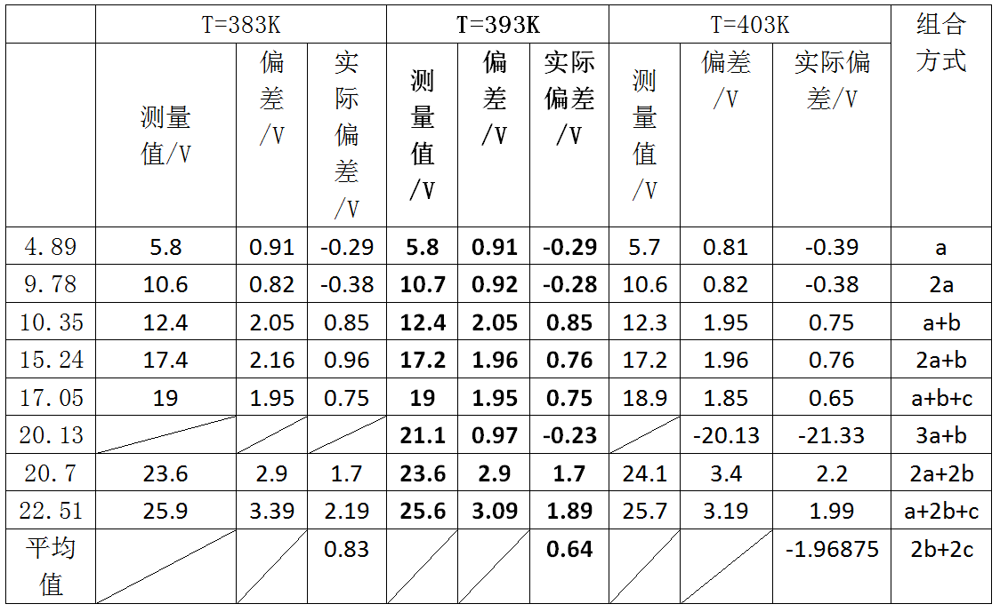 T=383K T=393K T=403K 组合方式
测量值/V 偏差/V 实际偏差/V 测量值/V 偏差/V 实际偏差/V 测量值/V 偏差/V 实际偏差/V
4.89 5.8 0.91 -0.29 5.8 0.91 -0.29 5.7 0.81 -0.39 a
9.78 10.6 0.82 -0.38 10.7 0.92 -0.28 10.6 0.82 -0.38 2a
10.35 12.4 2.05 0.85 12.4 2.05 0.85 12.3 1.95 0.75 a+b
15.24 17.4 2.16 0.96 17.2 1.96 0.76 17.2 1.96 0.76 2a+b
17.05 19 1.95 0.75 19 1.95 0.75 18.9 1.85 0.65 a+b+c
20.13 21.1 0.97 -0.23 -20.13 -21.33 3a+b
20.7 23.6 2.9 1.7 23.6 2.9 1.7 24.1 3.4 2.2 2a+2b
22.51 25.9 3.39 2.19 25.6 3.09 1.89 25.7 3.19 1.99 a+2b+c
平均值 0.83 0.64 -1.96875 2b+2c